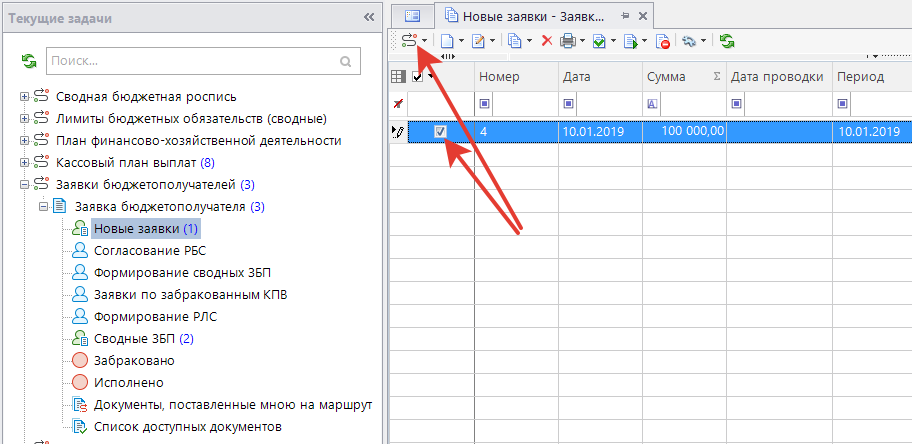 Текущие задачи
«
Поиск...
Сводная бюджетная роспись
Лимиты бюджетных обязательств (сводные)
План финансово-хозяйственной деятельности
Кассовый план выплат (8)
Заявки бюджетополучателей (3)
Заявка бюджетополучателя (3)
Новые заявки (1)
Согласование РБС
Формирование сводных ЗБП
Заявки по забракованным КПВ
Формирование РЛС
Сводные ЗБП (2)
Забраковано
Исполнено
Документы, поставленные мною на маршрут
Список доступных документов
Новые заявки - Заявк...
Номер Дата Сумма Σ Дата проводки Период
A
4 10.01.2019 100 000,00 10.01.2019